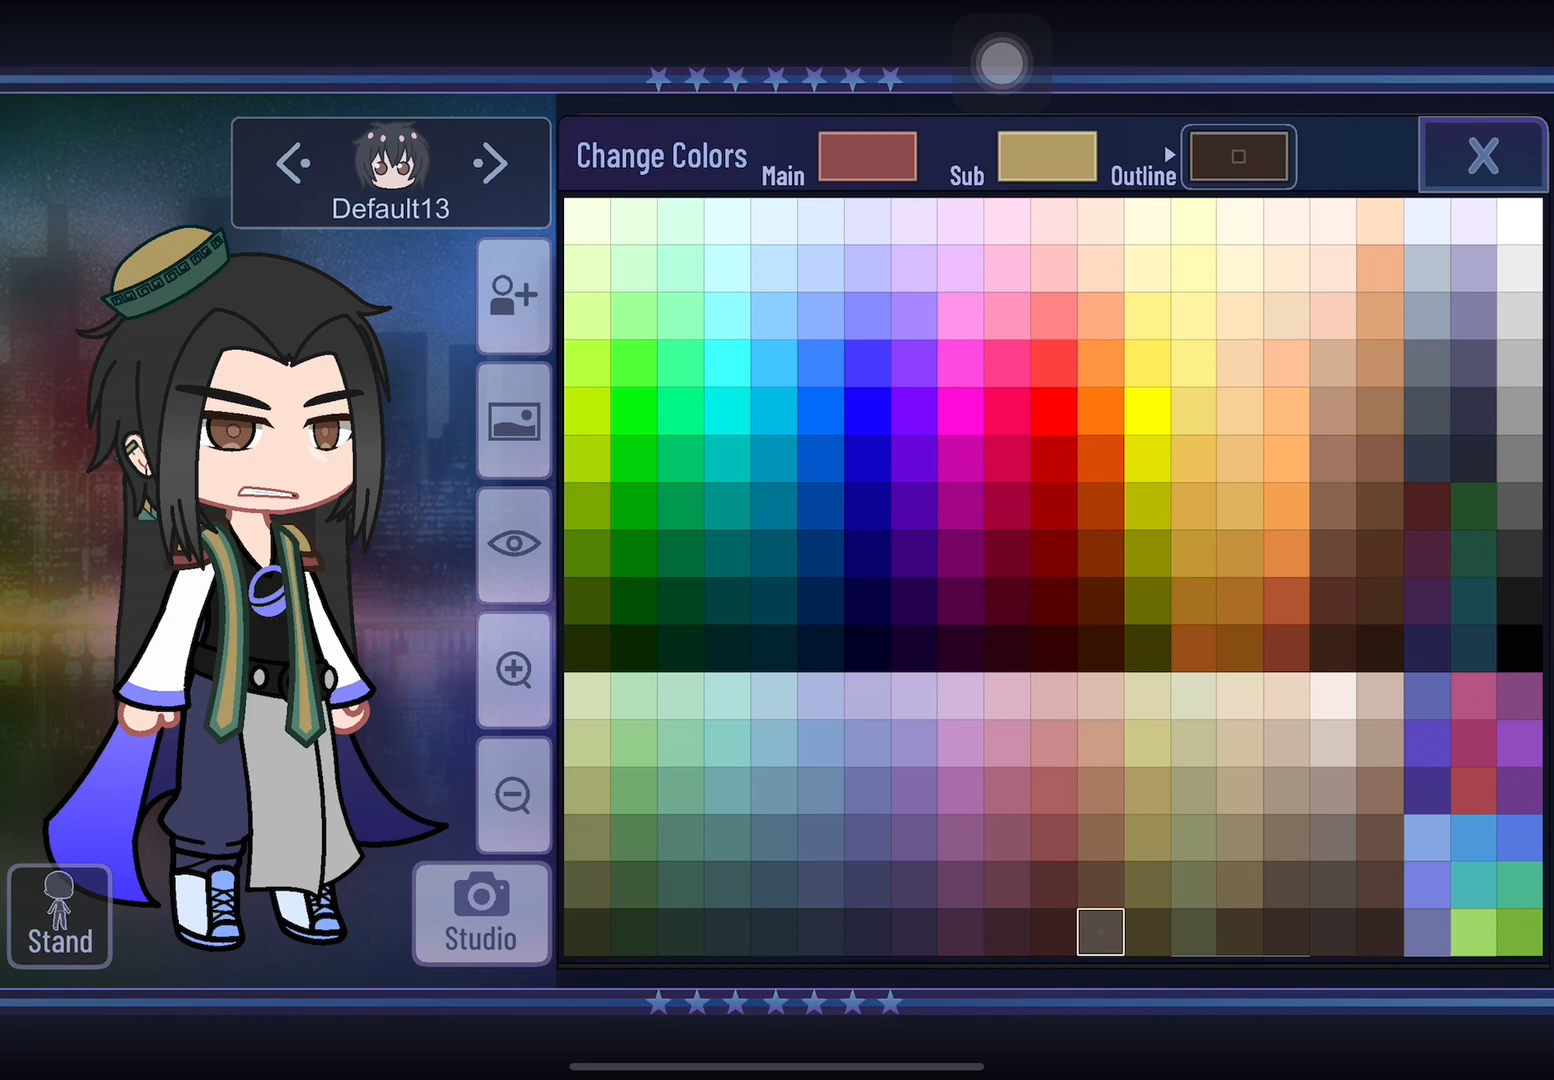 Default13
Change Colors
Main
Sub
Outline
X
Stand
Studio